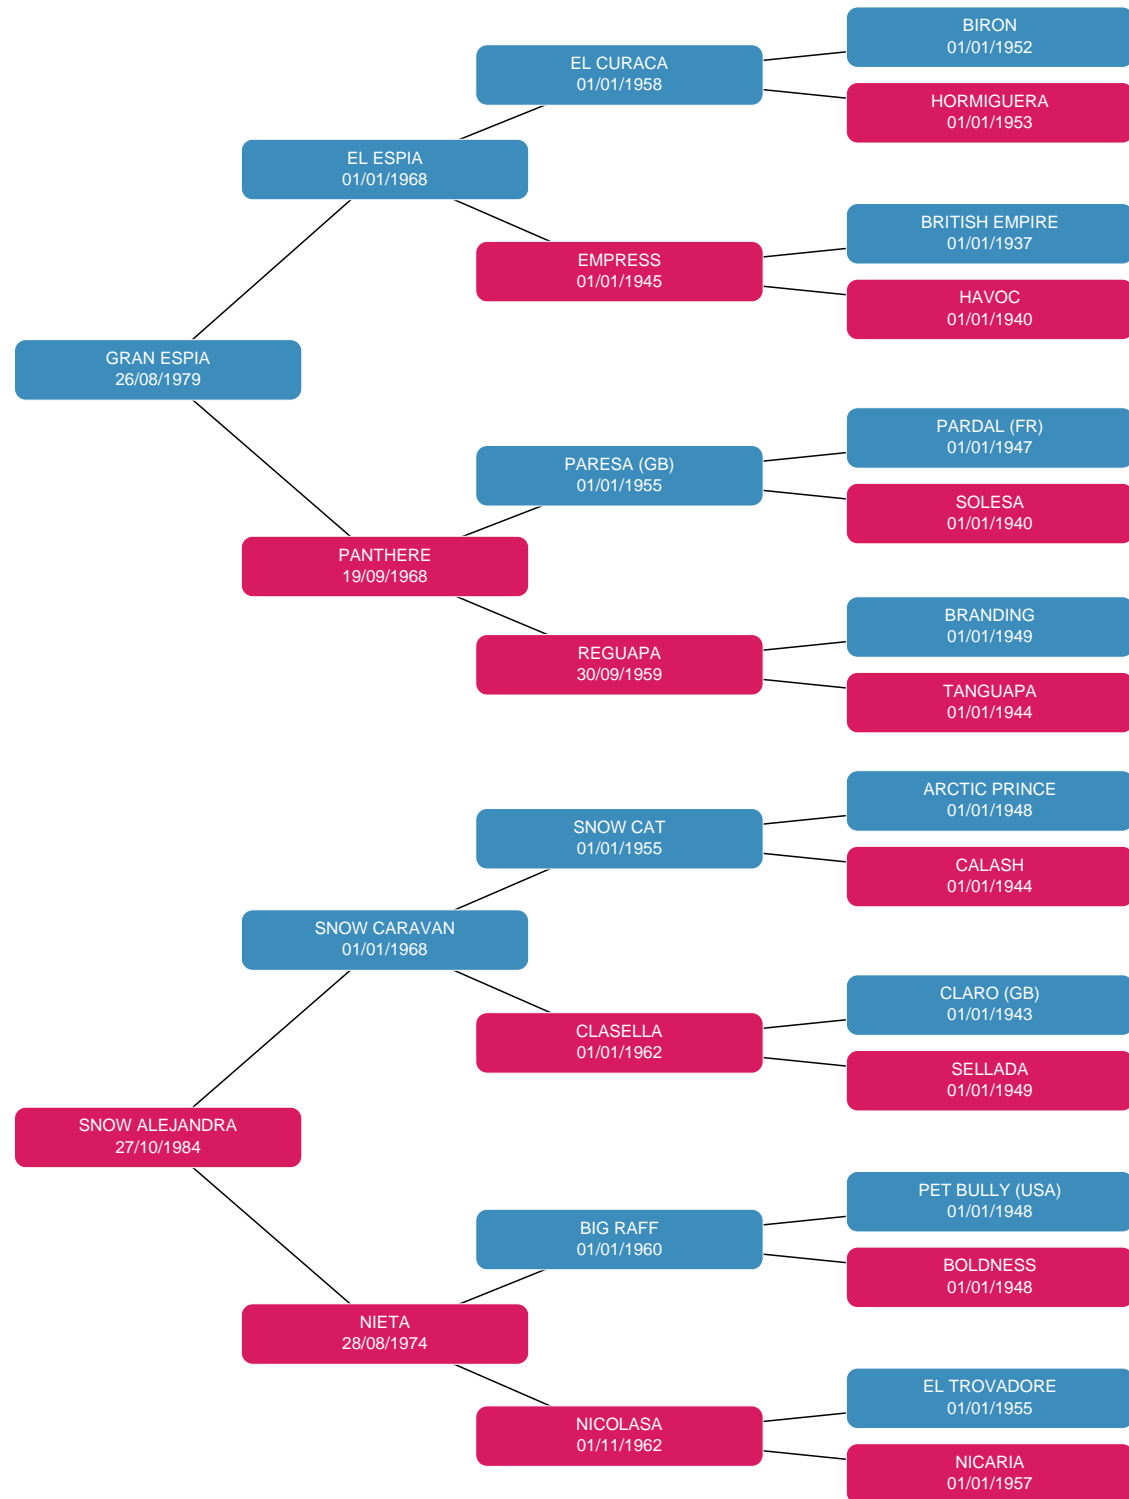 BIRON
01/01/1952
EL CURACA
01/01/1958
HORMIGUERA
01/01/1953
EL ESPIA
01/01/1968
BRITISH EMPIRE
01/01/1937
EMPRESS
01/01/1945
HAVOC
01/01/1940
GRAN ESPIA
26/08/1979
PARDAL (FR)
01/01/1947
PARESA (GB)
01/01/1955
SOLESA
01/01/1940
PANTHERE
19/09/1968
BRANDING
01/01/1949
REGUAPA
30/09/1959
TANGUAPA
01/01/1944
ARCTIC PRINCE
01/01/1948
SNOW CAT
01/01/1955
CALASH
01/01/1944
SNOW CARAVAN
01/01/1968
CLARO (GB)
01/01/1943
CLASELLA
01/01/1962
SELLADA
01/01/1949
SNOW ALEJANDRA
27/10/1984
PET BULLY (USA)
01/01/1948
BIG RAFF
01/01/1960
BOLDNESS
01/01/1948
NIETA
28/08/1974
EL TROVADORE
01/01/1955
NICOLASA
01/11/1962
NICARIA
01/01/1957